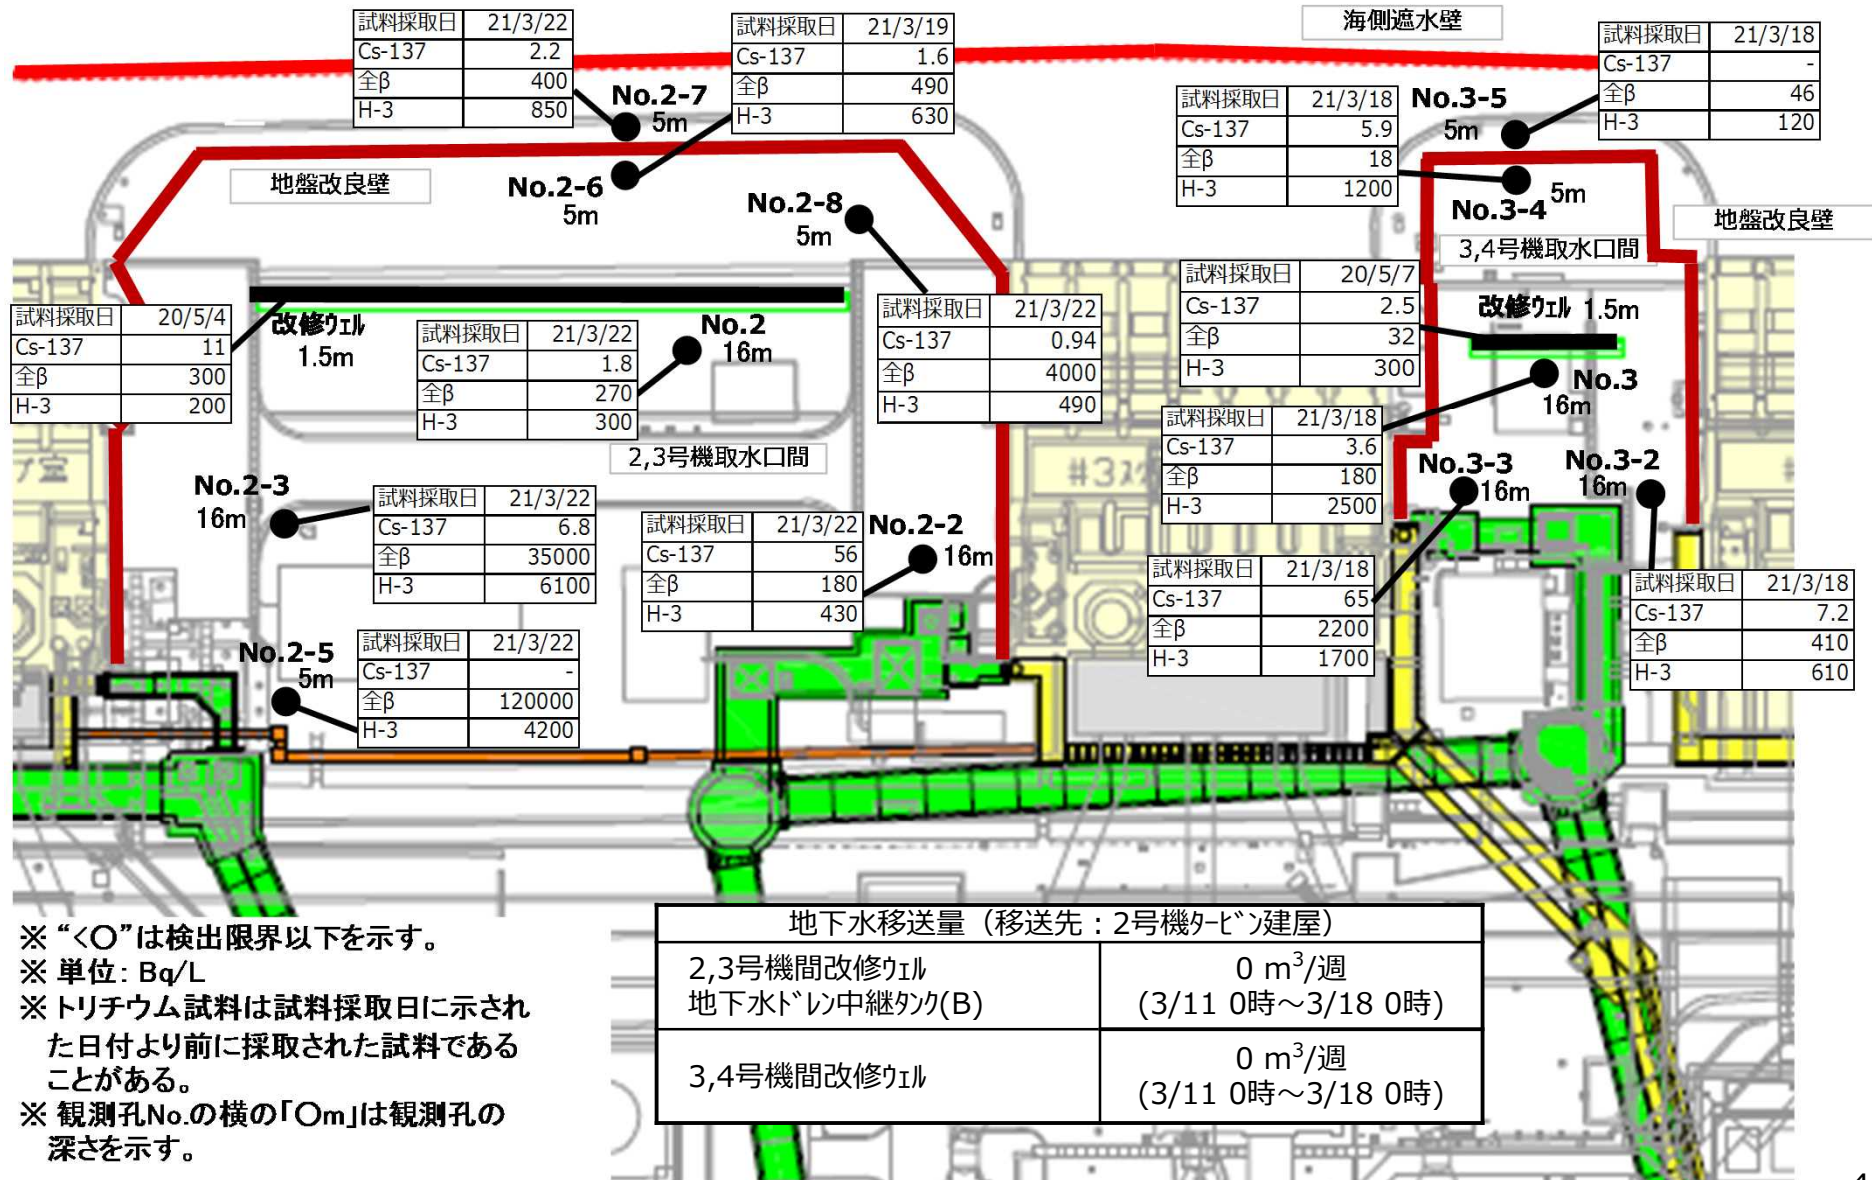 海側遮水壁
試料採取日 21/3/22
Cs-137 2.2
全β 400
H-3 850
No.2-7
5m
試料採取日 21/3/19
Cs-137 1.6
全β 490
H-3 630
試料採取日 21/3/18
Cs-137 5.9
全β 18
H-3 1200
No.3-5
5m
試料採取日 21/3/18
Cs-137 -
全β 46
H-3 120
地盤改良壁
No.2-6
5m
No.2-8
5m
No.3-4
5m
地盤改良壁
3,4号機取水口間
試料採取日 20/5/4
Cs-137 11
全β 300
H-3 200
改修ウェル
1.5m
試料採取日 21/3/22
Cs-137 1.8
全β 270
H-3 300
No.2
16m
試料採取日 21/3/22
Cs-137 0.94
全β 4000
H-3 490
試料採取日 20/5/7
Cs-137 2.5
全β 32
H-3 300
改修ウェル 1.5m
No.3
16m
2,3号機取水口間
試料採取日 21/3/18
Cs-137 3.6
全β 180
H-3 2500
No.2-3
16m
試料採取日 21/3/22
Cs-137 6.8
全β 35000
H-3 6100
試料採取日 21/3/22
Cs-137 56
全β 180
H-3 430
No.2-2
16m
No.3-3
16m
No.3-2
16m
試料採取日 21/3/18
Cs-137 65
全β 2200
H-3 1700
試料採取日 21/3/18
Cs-137 7.2
全β 410
H-3 610
No.2-5
5m
試料採取日 21/3/22
Cs-137 -
全β 120000
H-3 4200
※ “<〇”は検出限界以下を示す。
※ 単位: Bq/L
※ トリチウム試料は試料採取日に示され
た日付より前に採取された試料である
ことがある。
※ 観測孔No.の横の「〇m」は観測孔の
深さを示す。
地下水移送量（移送先：2号機タービン建屋）
2,3号機間改修ウェル
地下水ドレン中継タンク(B)
0 m³/週
(3/11 0時～3/18 0時)
3,4号機間改修ウェル
0 m³/週
(3/11 0時～3/18 0時)